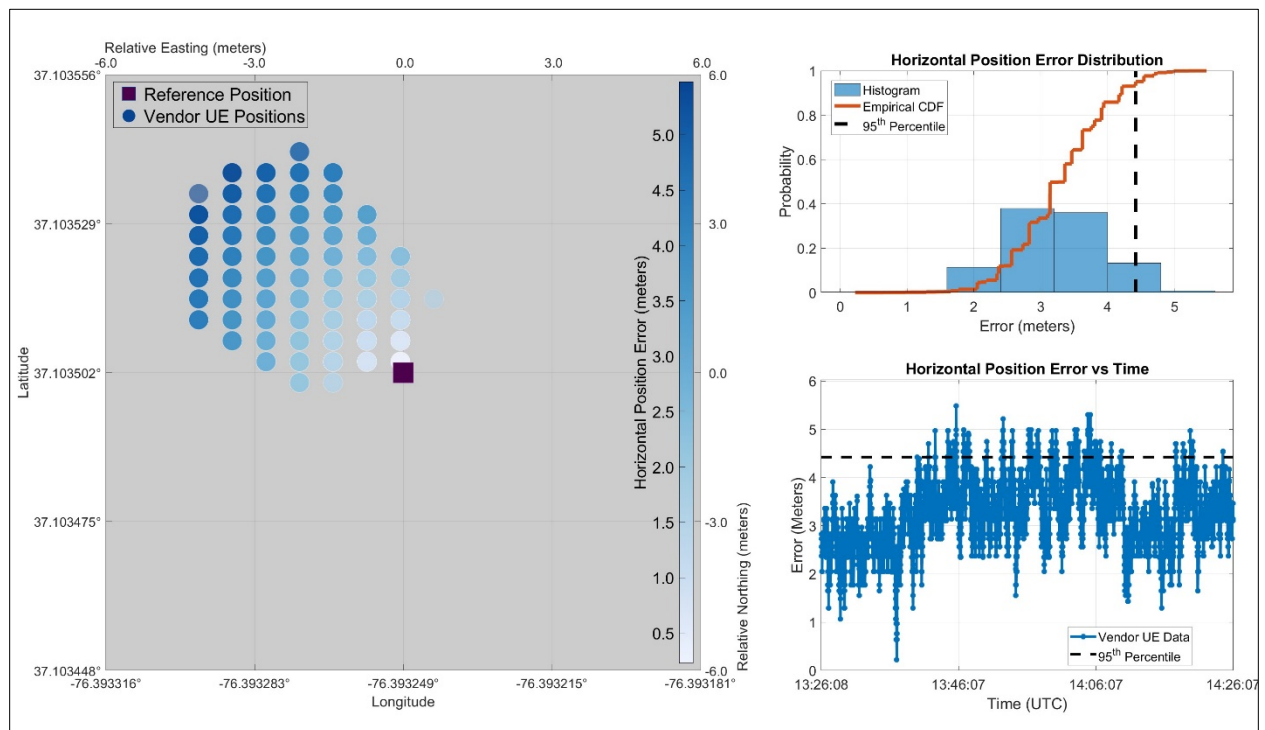 Relative Easting (meters)
-6.0 -3.0 0.0 3.0 6.0
37.103556°
37.103529°
37.103502°
37.103475°
37.103448°
Latitude
Reference Position
Vendor UE Positions
-76.393316° -76.393283° -76.393249° -76.393215° -76.393181°
Longitude
Horizontal Position Error (meters)
5.0
4.5
4.0
3.5
3.0
2.5
2.0
1.5
1.0
0.5
6.0
3.0
0.0
-3.0
-6.0
Relative Northing (meters)
Horizontal Position Error Distribution
Histogram
Empirical CDF
95th Percentile
Probability
1
0.8
0.6
0.4
0.2
0
0 1 2 3 4 5
Error (meters)
Horizontal Position Error vs Time
Error (Meters)
6
5
4
3
2
1
0
Vendor UE Data
95th Percentile
13:26:08 13:46:07 14:06:07 14:26:07
Time (UTC)